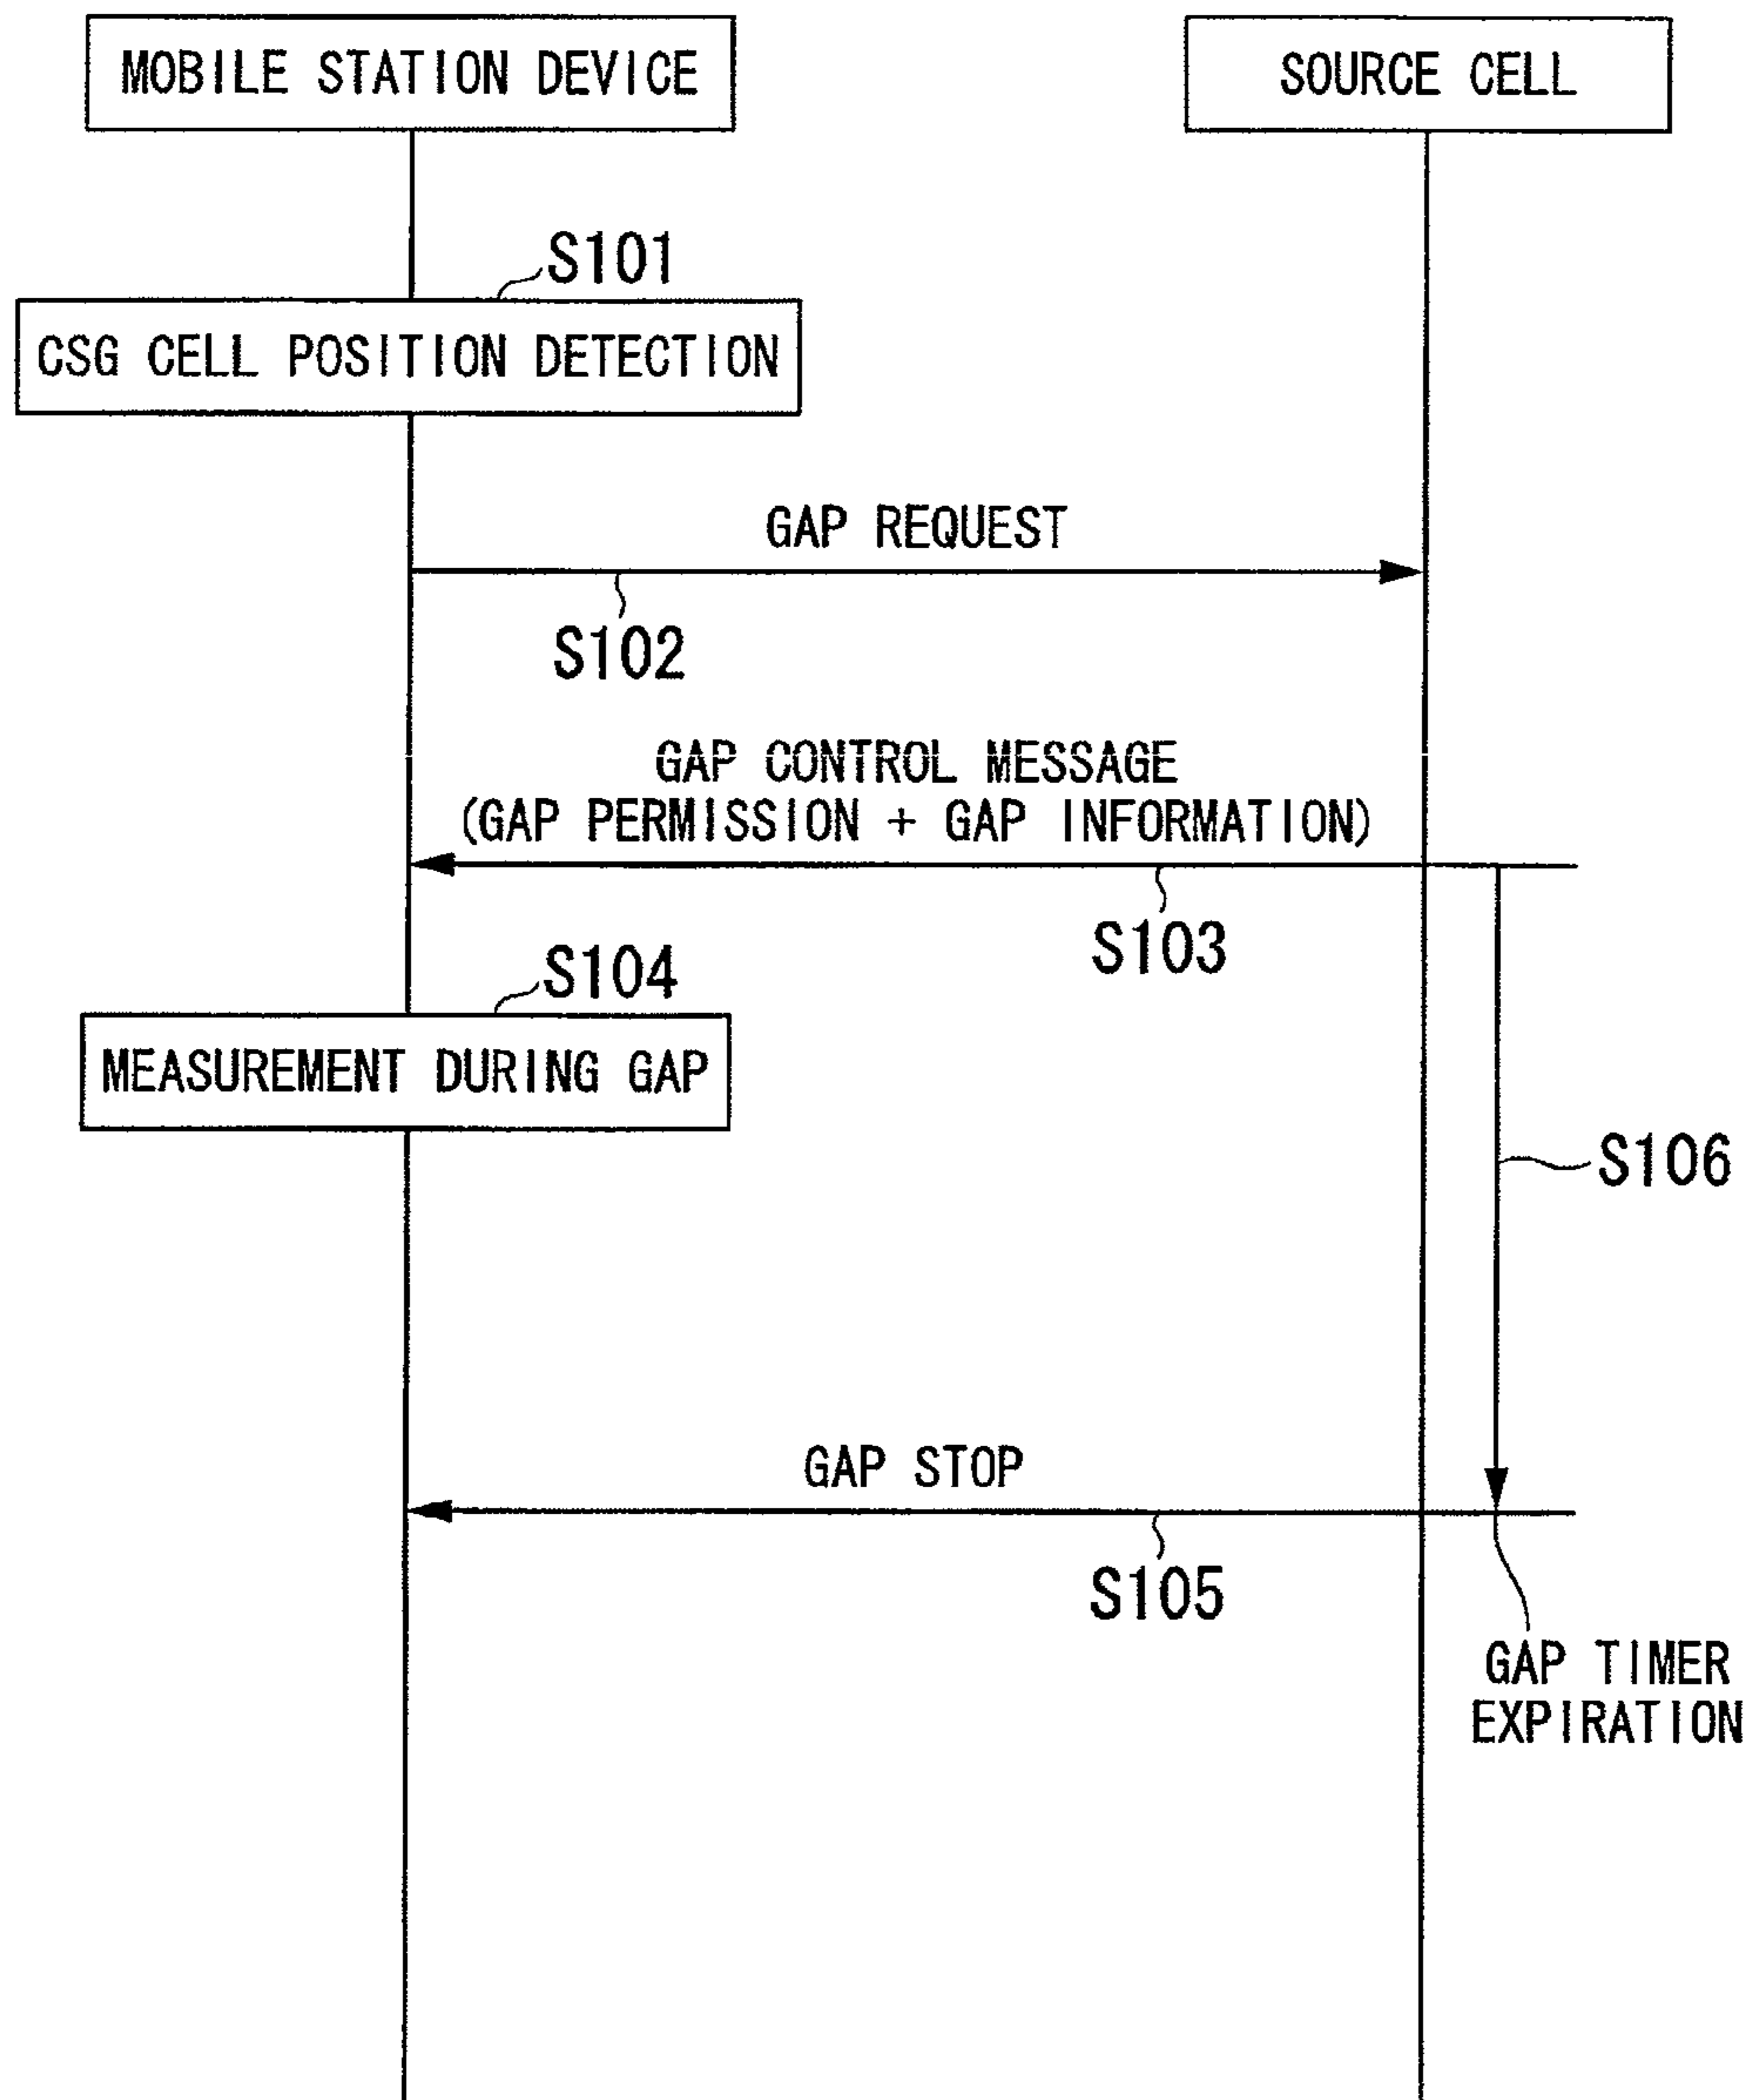 MOBILE STATION DEVICE
SOURCE CELL
S101
CSG CELL POSITION DETECTION
GAP REQUEST
S102
GAP CONTROL MESSAGE
(GAP PERMISSION + GAP INFORMATION)
S103
S104
MEASUREMENT DURING GAP
S106
GAP STOP
S105
GAP TIMER
EXPIRATION